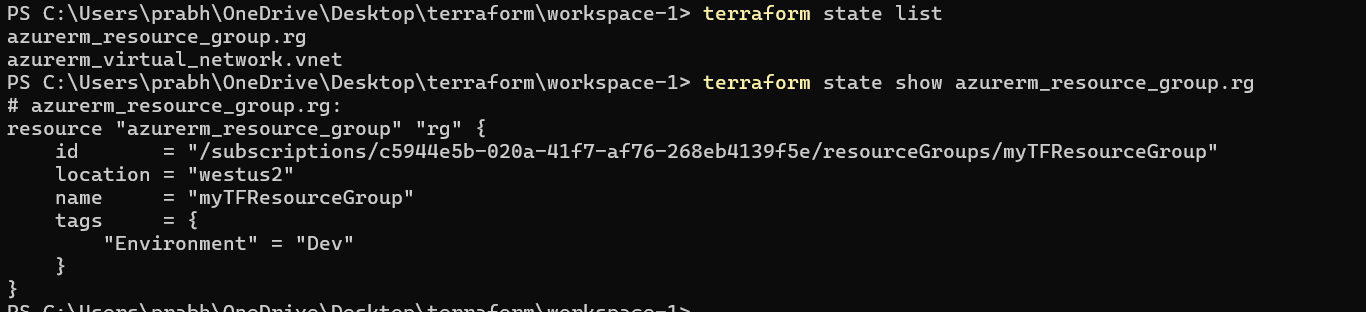 PS C:\Users\prabh\OneDrive\Desktop\terraform\workspace-1> terraform state list
azurerm_resource_group.rg
azurerm_virtual_network.vnet
PS C:\Users\prabh\OneDrive\Desktop\terraform\workspace-1> terraform state show azurerm_resource_group.rg
# azurerm_resource_group.rg:
resource "azurerm_resource_group" "rg" {
    id       = "/subscriptions/c5944e5b-020a-41f7-af76-268eb4139f5e/resourceGroups/myTFResourceGroup"
    location = "westus2"
    name     = "myTFResourceGroup"
    tags     = {
        "Environment" = "Dev"
    }
}
PS C:\Users\prabh\OneDrive\Desktop\terraform\workspace-1>